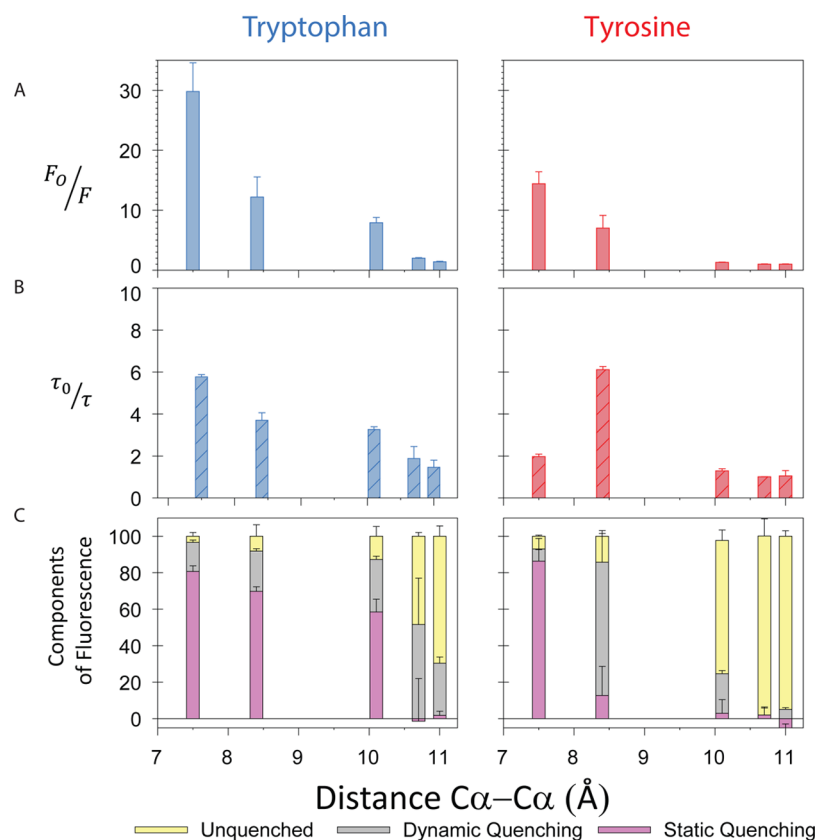 Tryptophan Tyrosine
A
30
20
10
0
F_O/F
B
10
8
6
4
2
0
τ_0/τ
C
100
80
60
40
20
0
Components
of Fluorescence
7 8 9 10 11 7 8 9 10 11
Distance Cα–Cα (Å)
Unquenched Dynamic Quenching Static Quenching